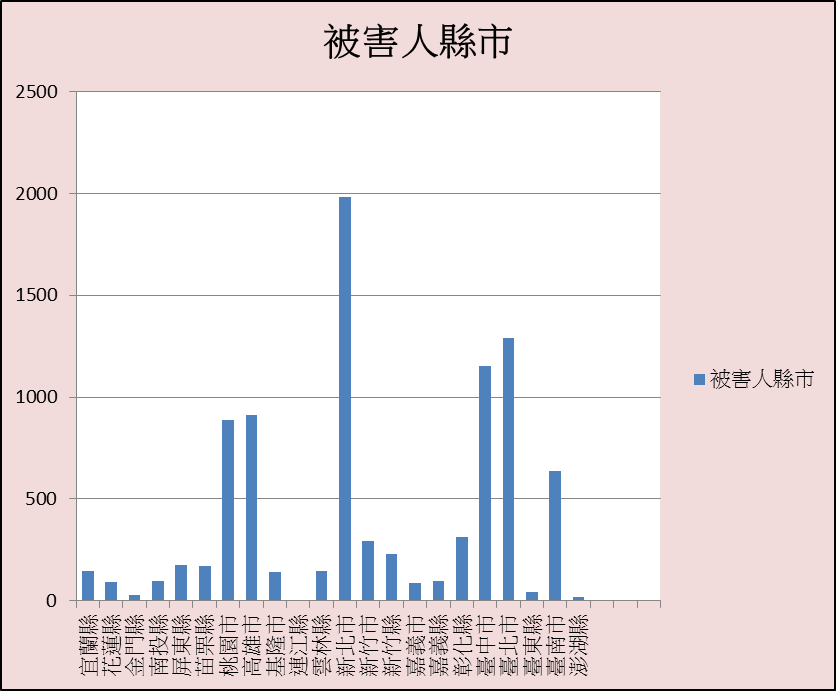 被害人縣市
2500
2000
1500
1000
500
0
宜蘭縣
花蓮縣
金門縣
南投縣
屏東縣
苗栗縣
桃園市
高雄市
基隆市
連江縣
雲林縣
新北市
新竹市
新竹縣
嘉義市
嘉義縣
彰化縣
臺中市
臺北市
臺東縣
臺南市
澎湖縣
被害人縣市